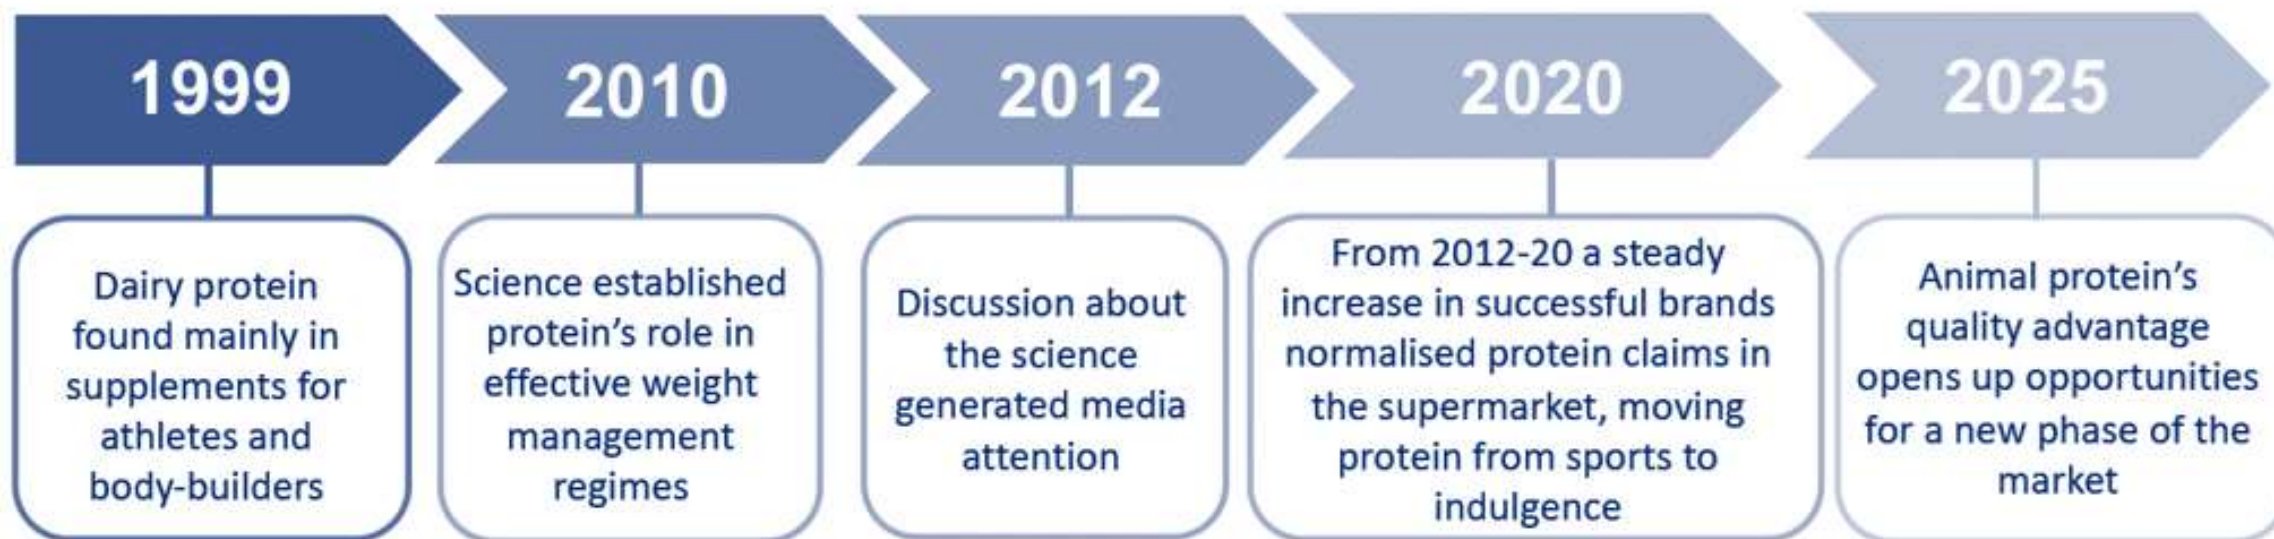 1999
Dairy protein
found mainly in
supplements for
athletes and
body-builders
2010
Science established
protein’s role in
effective weight
management
regimes
2012
Discussion about
the science
generated media
attention
2020
From 2012-20 a steady
increase in successful brands
normalised protein claims in
the supermarket, moving
protein from sports to
indulgence
2025
Animal protein’s
quality advantage
opens up opportunities
for a new phase of the
market